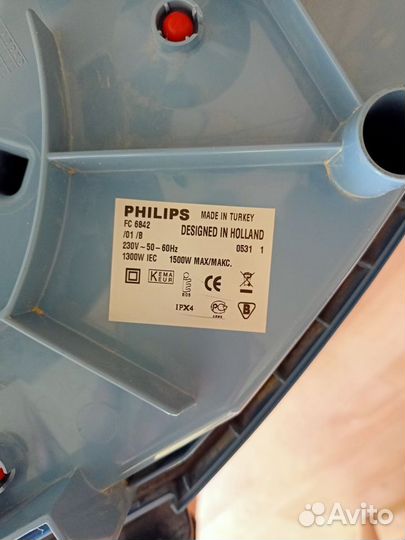 PHILIPS MADE IN TURKEY
FC 6842 DESIGNED IN HOLLAND
/01 /B 0531 1
230V ~ 50 – 60Hz
1300W IEC 1500W MAX/МАКС.
KEMA
KEUR
CE
IPX4
B
Avito